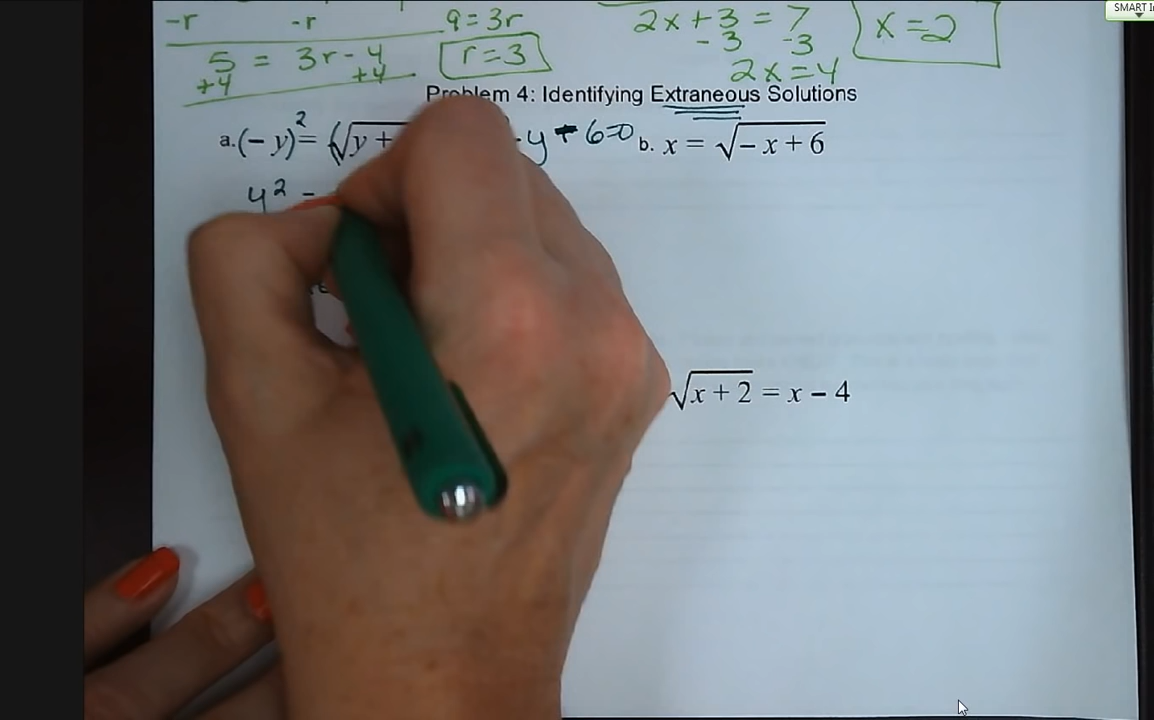 SMART
-r -r 9 = 3r 2x + 3 = 7 x = 2
5 = 3r - 4 r = 3 - 3 -3
+4 +4 2x = 4
Problem 4: Identifying Extraneous Solutions
a. (- y)² = (√y + y - 6=0 b. x = √- x + 6
y² =
√x + 2 = x - 4